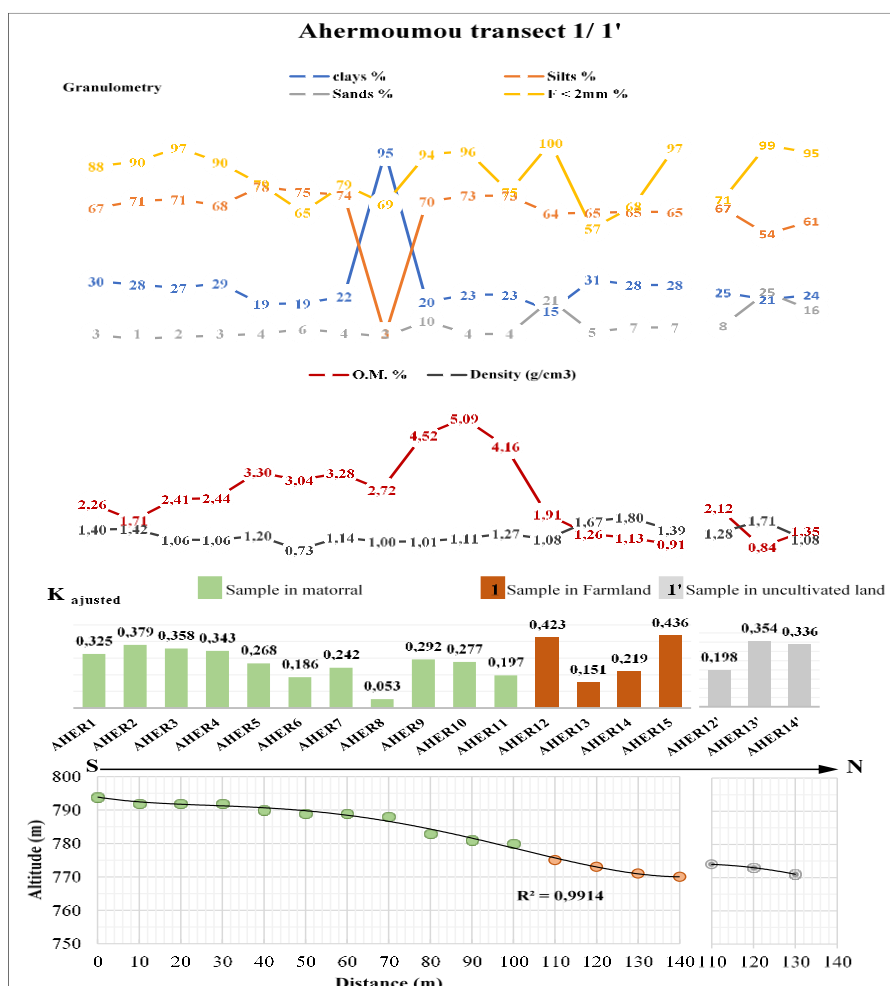 Ahermoumou transect 1/ 1'
clays %
Silts %
Granulometry
Sands %
F < 2mm %
88 90 97 90 65 79 69 94 96 75 100 57 68 97 71 99 95
67 71 71 68 78 75 74 3 70 73 73 64 65 65 65 67 54 61
30 28 27 29 19 19 22 95 20 23 23 15 31 28 28 25 21 24
3 1 2 3 4 6 4 10 4 4 21 5 7 7 8 25 16
O.M. %
Density (g/cm3)
2.26 1,71 2,41 2,44 3,30 3,04 3,28 2,72 4,52 5,09 4,16 1,91 1,26 1,13 0,91 2,12 0,84 1,35
1.40 1,42 1,06 1,06 1,20 0,73 1,14 1,00 1,01 1,11 1,27 1,08 1,67 1,80 1,39 1,28 1,71 1,08
K ajusted
Sample in matorral
1 Sample in Farmland
1' Sample in uncultivated land
0,325 0,379 0,358 0,343 0,268 0,186 0,242 0,053 0,292 0,277 0,197 0,423 0,151 0,219 0,436 0,198 0,354 0,336
AHER1 AHER2 AHER3 AHER4 AHER5 AHER6 AHER7 AHER8 AHER9 AHER10 AHER11 AHER12 AHER13 AHER14 AHER15 AHER12' AHER13' AHER14'
S
N
800
790
780
770
760
750
Altitude (m)
R² = 0,9914
0 10 20 30 40 50 60 70 80 90 100 110 120 130 140 110 120 130 140
Distance (m)